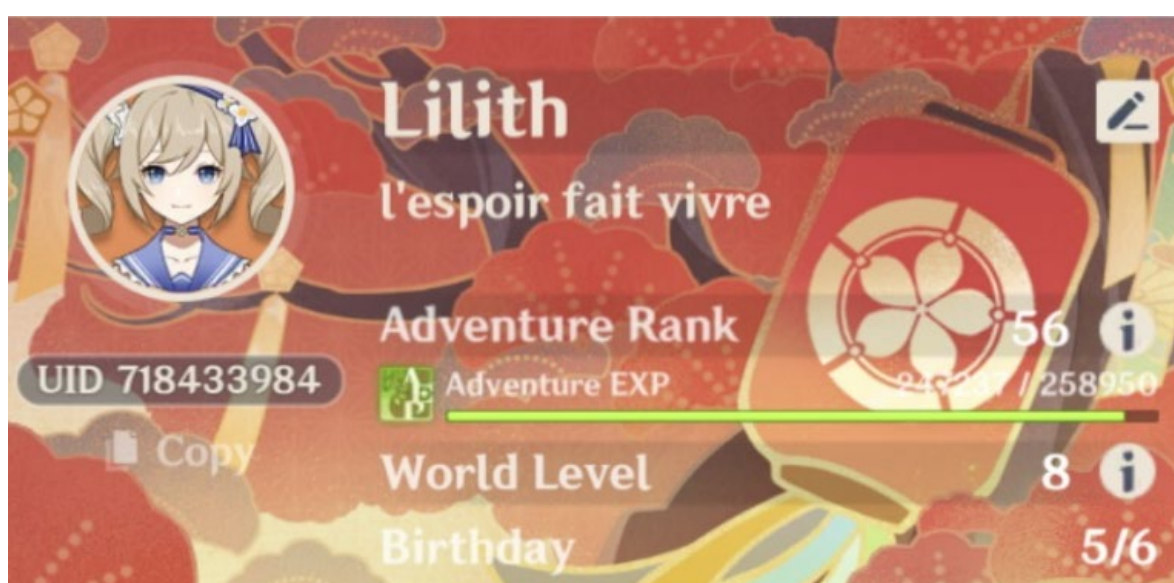 Lilith
l'espoir fait vivre
Adventure Rank 56
UID 718433984
Adventure EXP 247237 / 258950
Copy
World Level 8
Birthday 5/6